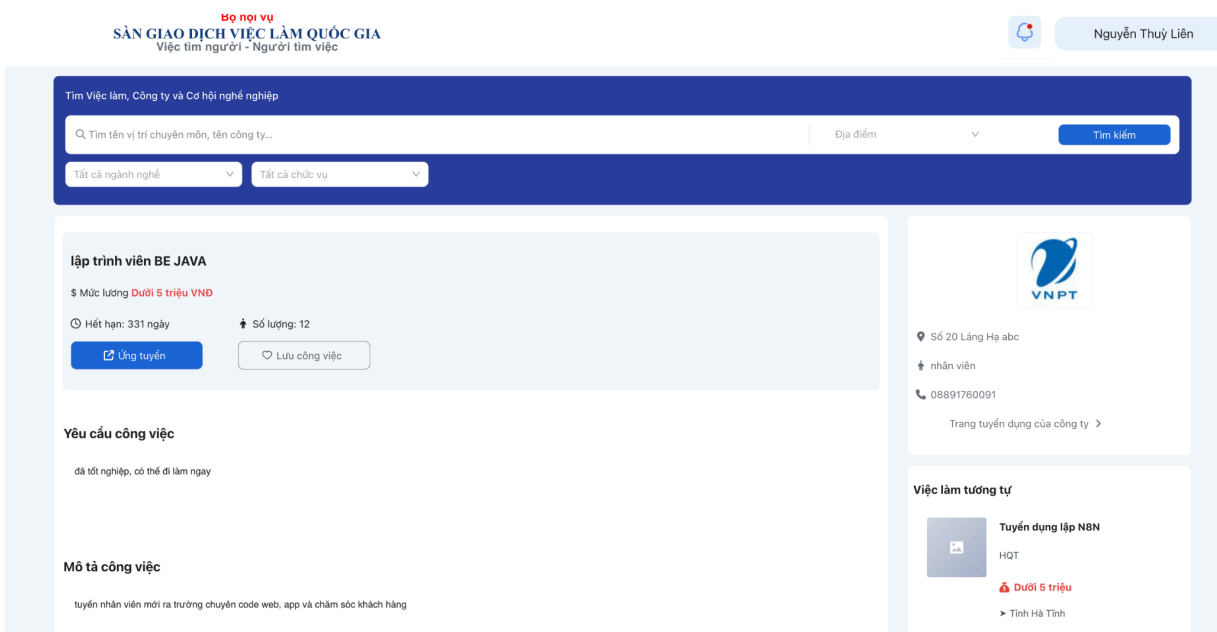 Bộ nội vụ
SÀN GIAO DỊCH VIỆC LÀM QUỐC GIA
Việc tìm người - Người tìm việc
Nguyễn Thuỳ Liên
Tìm Việc làm, Công ty và Cơ hội nghề nghiệp
Tìm tên vị trí chuyên môn, tên công ty...
Địa điểm
Tìm kiếm
Tất cả ngành nghề
Tất cả chức vụ
lập trình viên BE JAVA
$ Mức lương Dưới 5 triệu VNĐ
Hết hạn: 331 ngày
Số lượng: 12
Ứng tuyển
Lưu công việc
Yêu cầu công việc
đã tốt nghiệp, có thể đi làm ngay
Mô tả công việc
tuyển nhân viên mới ra trường chuyên code web, app và chăm sóc khách hàng
VNPT
Số 20 Láng Hạ abc
nhân viên
08891760091
Trang tuyển dụng của công ty
Việc làm tương tự
Tuyển dụng lập N8N
HQT
Dưới 5 triệu
Tỉnh Hà Tĩnh